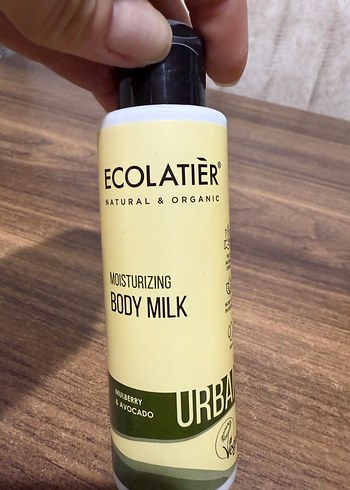 ECOLATIÈR®
NATURAL & ORGANIC
MOISTURIZING
BODY MILK
MULBERRY
& AVOCADO
URBA